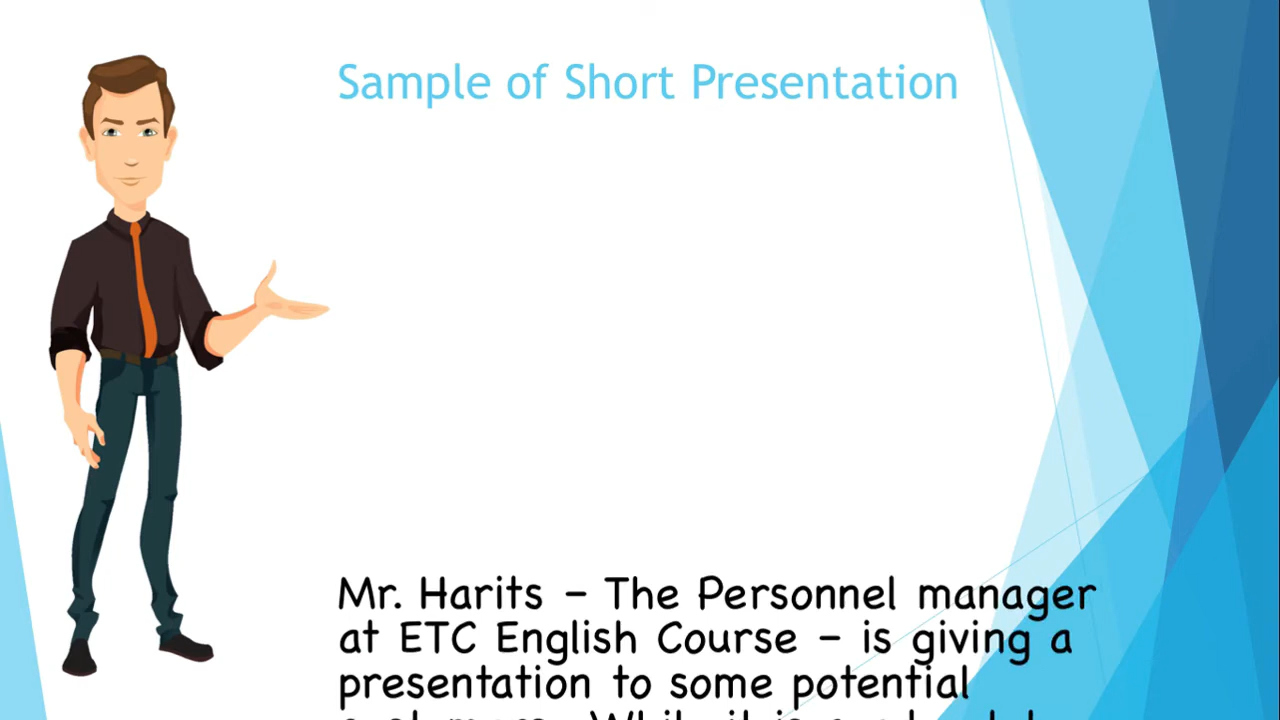 Sample of Short Presentation
Mr. Harits – The Personnel manager
at ETC English Course – is giving a
presentation to some potential